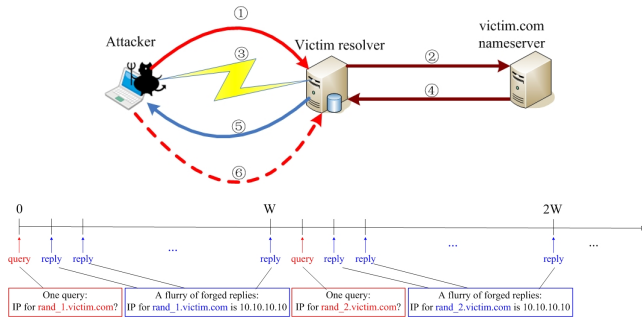 ①
Attacker
Victim resolver
victim.com
nameserver
③
②
④
⑤
⑥
0
W
2W
...
...
...
query
reply
reply
reply
query
reply
reply
reply
One query:
IP for rand_1.victim.com?
A flurry of forged replies:
IP for rand_1.victim.com is 10.10.10.10
One query:
IP for rand_2.victim.com?
A flurry of forged replies:
IP for rand_2.victim.com is 10.10.10.10